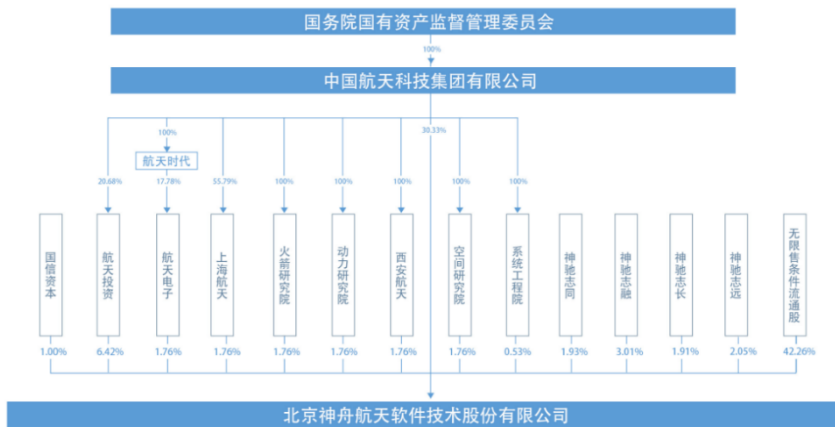 国务院国有资产监督管理委员会
100%
中国航天科技集团有限公司
100%
30.33%
航天时代
20.68%
17.78%
55.79%
100%
100%
100%
100%
100%
国信资本
航天投资
航天电子
上海航天
火箭研究院
动力研究院
西安航天
空间研究院
系统工程院
神驰志同
神驰志融
神驰志长
神驰志远
无限售条件流通股
1.00%
6.42%
1.76%
1.76%
1.76%
1.76%
1.76%
1.76%
0.53%
1.93%
3.01%
1.91%
2.05%
42.26%
北京神舟航天软件技术股份有限公司